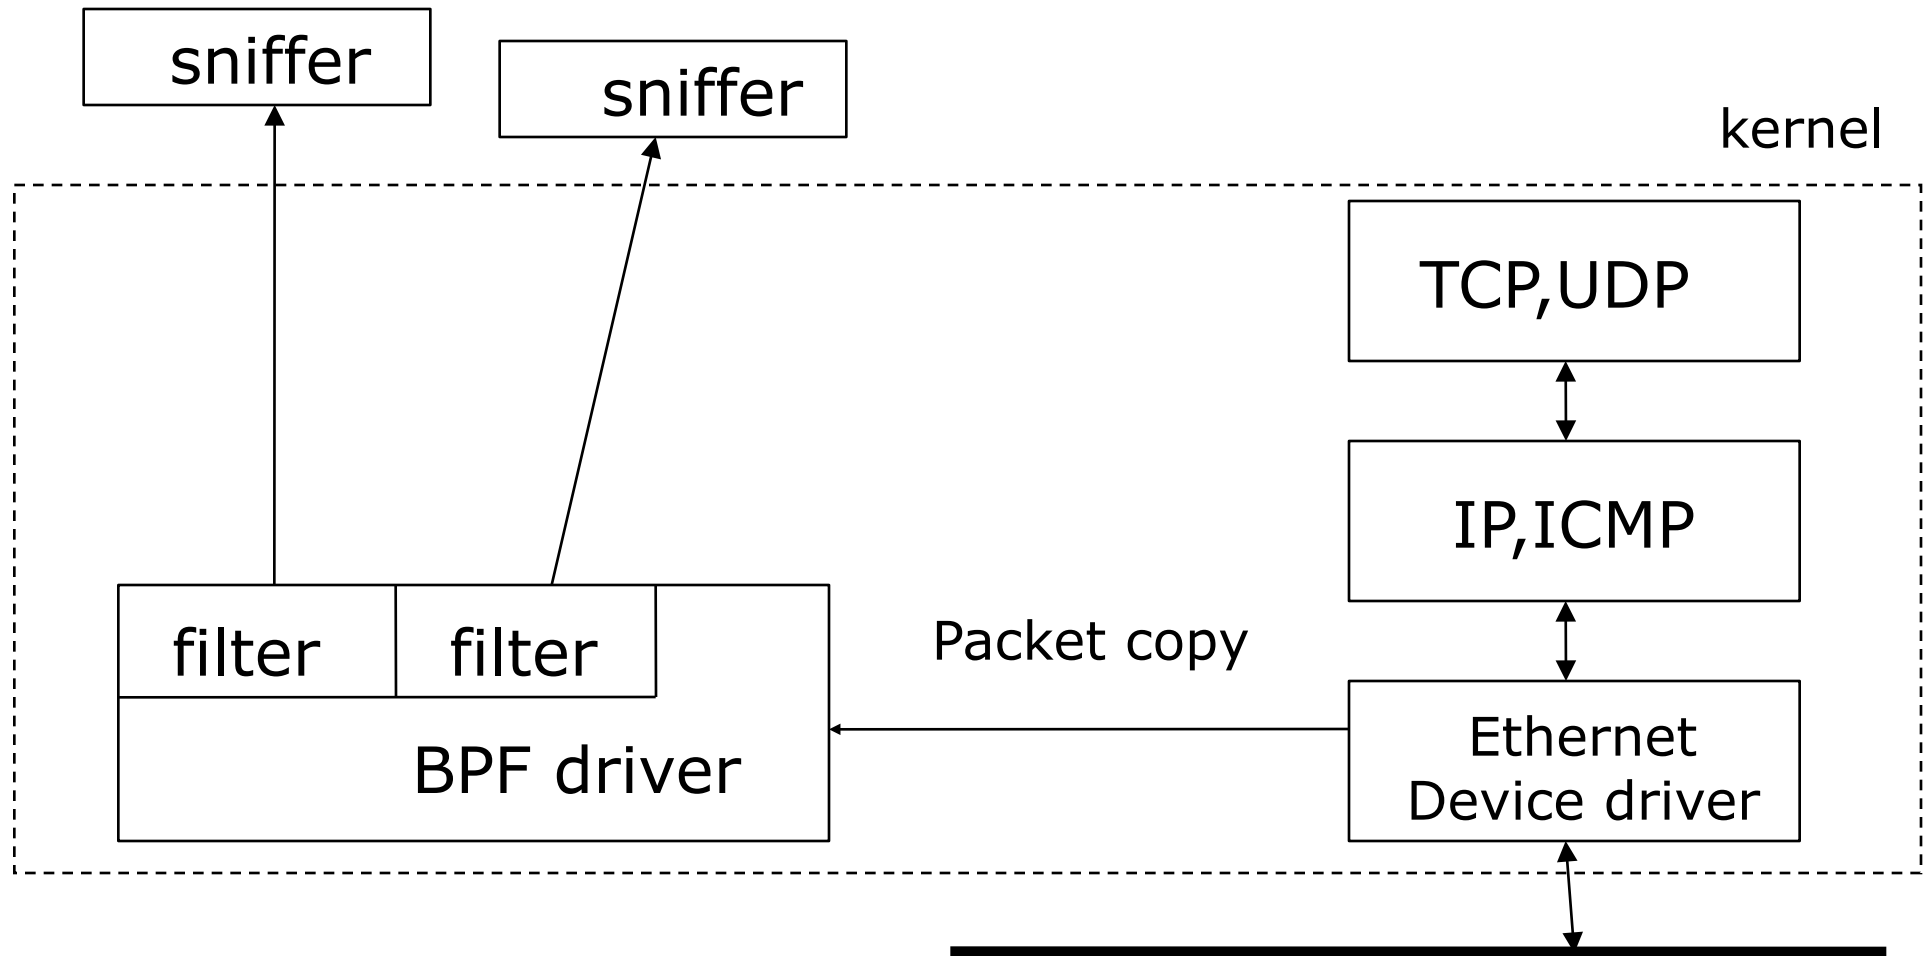 sniffer
sniffer
kernel
TCP,UDP
IP,ICMP
filter
filter
Packet copy
BPF driver
Ethernet
Device driver